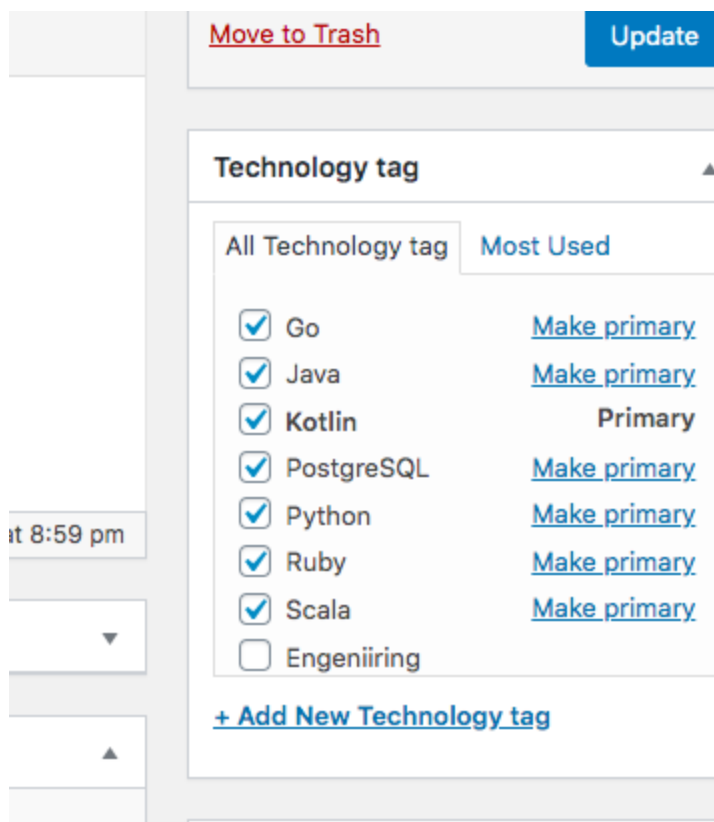 Move to Trash
Update
Technology tag
All Technology tag
Most Used
Go Make primary
Java Make primary
Kotlin Primary
PostgreSQL Make primary
Python Make primary
Ruby Make primary
Scala Make primary
Engeniiring
+ Add New Technology tag
at 8:59 pm